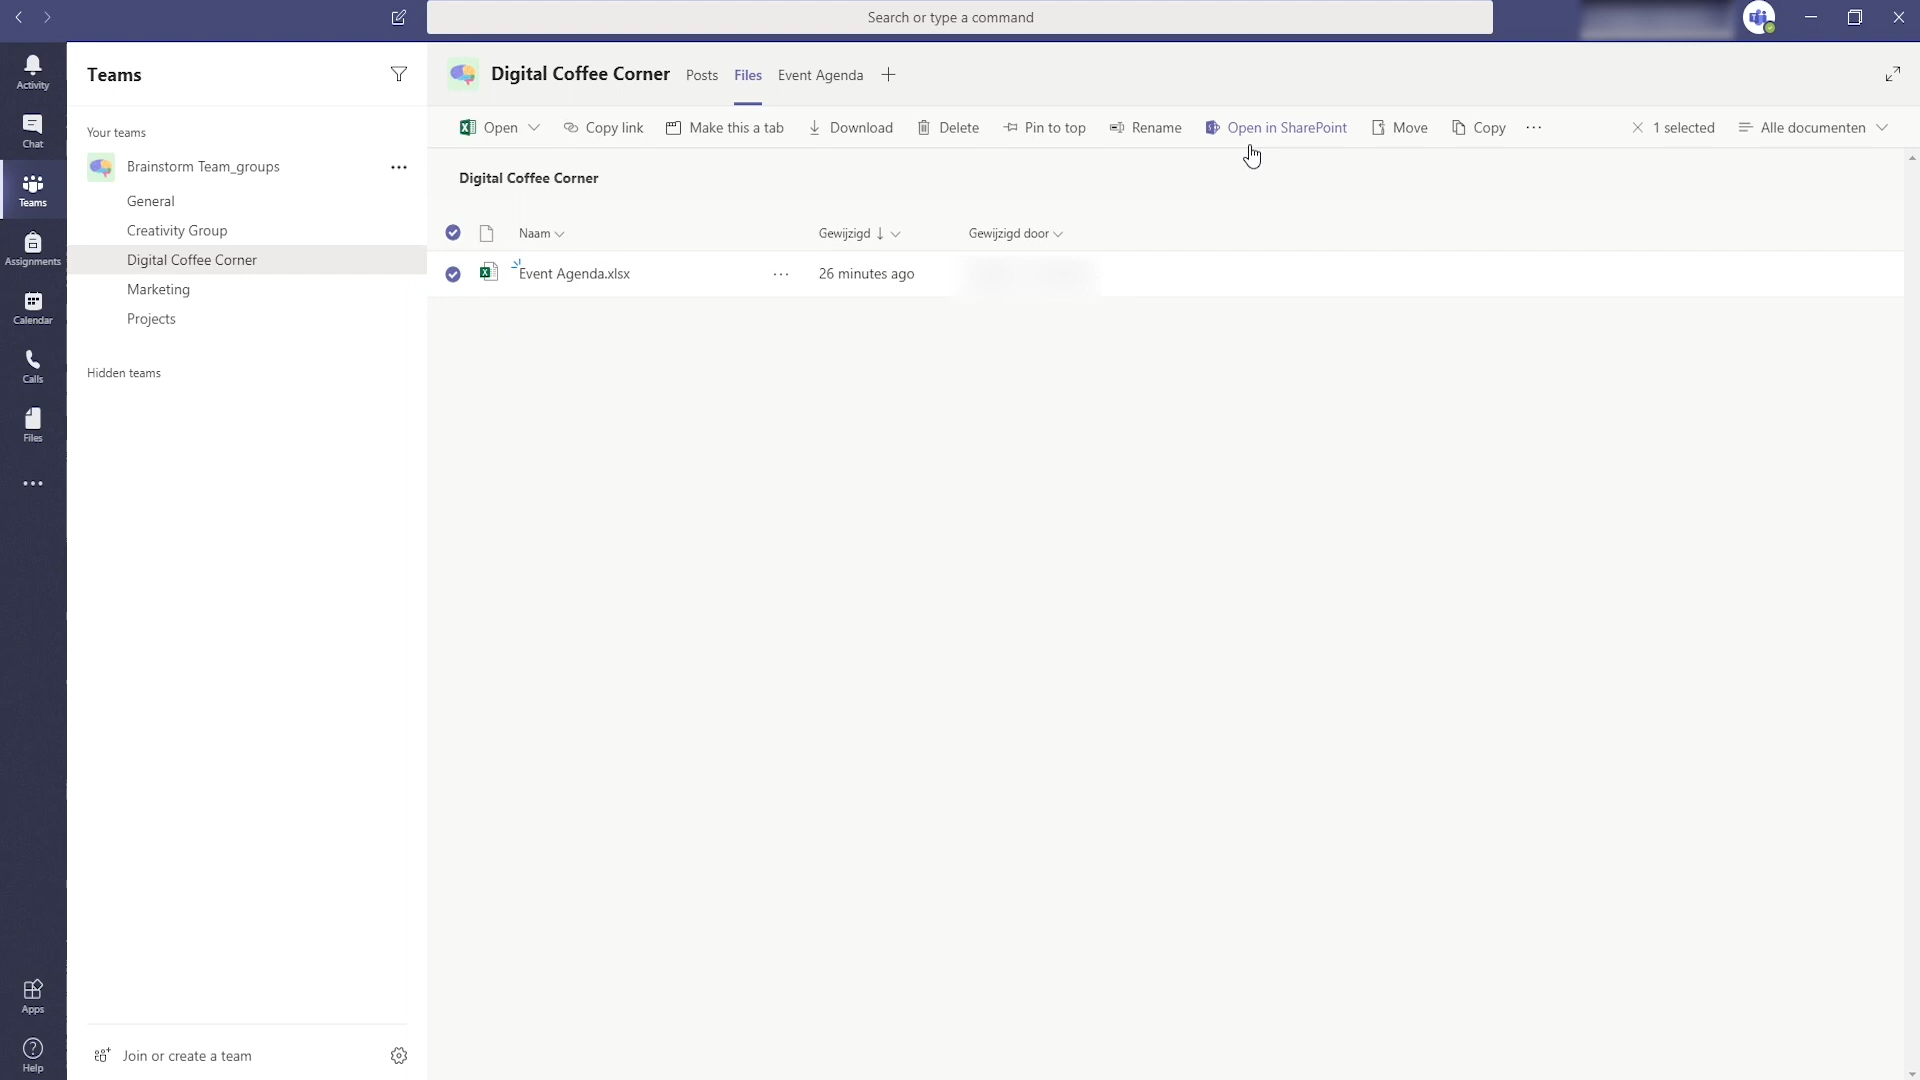 Search or type a command
Activity
Chat
Teams
Assignments
Calendar
Calls
Files
Apps
Help
Teams
Your teams
Brainstorm Team_groups
General
Creativity Group
Digital Coffee Corner
Marketing
Projects
Hidden teams
Join or create a team
Digital Coffee Corner Posts Files Event Agenda
Open Copy link Make this a tab Download Delete Pin to top Rename Open in SharePoint Move Copy 1 selected Alle documenten
Digital Coffee Corner
Naam Gewijzigd Gewijzigd door
Event Agenda.xlsx 26 minutes ago